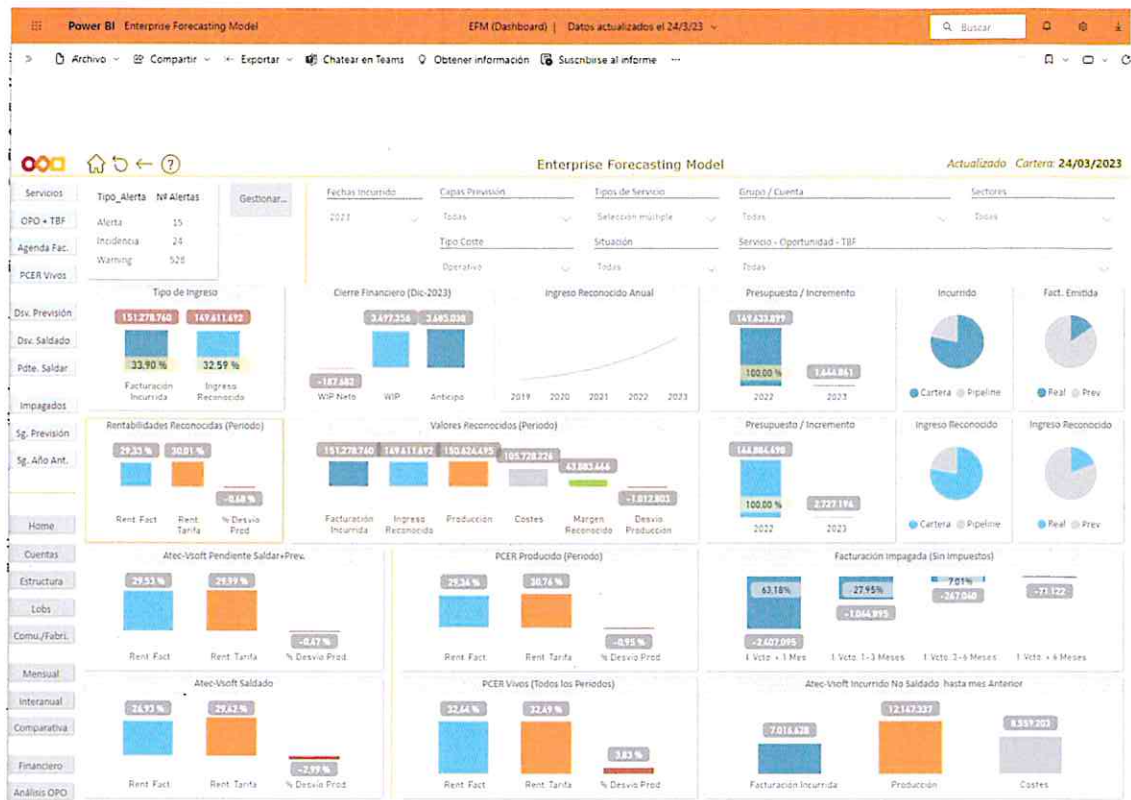 Power BI Enterprise Forecasting Model
EFM (Dashboard) | Datos actualizados el 24/3/23
Buscar
Archivo Compartir Exportar Chatear en Teams Obtener información Suscribirse al informe ...
Enterprise Forecasting Model
Actualizado Cartera: 24/03/2023
Servicios
OPO + TBF
Agenda Fac.
PCER Vivos
Dsv. Previsión
Dsv. Saldado
Pdte. Saldar
Impagados
Sg. Previsión
Sg. Año Ant.
Home
Cuentas
Estructura
Lobs
Comu./Fabri.
Mensual
Interanual
Comparativa
Financiero
Análisis OPO
Tipo_Alerta Nº Alertas
Alerta 15
Incidencia 24
Warning 528
Gestionar...
Fechas Incurrido
2023
Capas Previsión
Todas
Tipos de Servicio
Selección múltiple
Grupo / Cuenta
Todas
Sectores
Todas
Tipo Coste
Operativo
Situación
Todas
Servicio - Oportunidad - TBF
Todas
Tipo de Ingreso
151.278.760 149.611.692
33.90 % 32.59 %
Facturación Incurrida
Ingreso Reconocida
Cierre Financiero (Dic-2023)
3.497.356 3.685.038
-187.682
WIP Neto WIP Anticipo
Ingreso Reconocido Anual
2019 2020 2021 2022 2023
Presupuesto / Incremento
149.633.899
100.00 %
1.644.861
2022 2023
Incurrido
Cartera Pipeline
Fact. Emitida
Real Prev
Rentabilidades Reconocidas (Periodo)
29,33 % 30,01 %
-0,68 %
Rent. Fact Rent. Tarifa % Desvio Prod
Valores Reconocidos (Periodo)
151.278.760 149.611.692 150.624.495 105.728.226 43.883.466
-1.012.803
Facturación Incurrida
Ingreso Reconocida
Producción
Costes
Margen Reconocido
Desvio Producción
Presupuesto / Incremento
146.884.498
100.00 %
2.727.194
2022 2023
Ingreso Reconocido
Cartera Pipeline
Ingreso Reconocido
Real Prev
Atec-Vsoft Pendiente Saldar+Prev.
29,53 % 29,99 %
-0,47 %
Rent. Fact Rent. Tarifa % Desvio Prod
PCER Producido (Periodo)
29,34 % 30,76 %
-0,95 %
Rent. Fact Rent. Tarifa % Desvio Prod
Facturación Impagada (Sin Impuestos)
63,18% 27,95% 7,01%
-2.407.095 -1.064.895 -267.040 -71.122
1 Vcto. < 1 Mes 1 Vcto. 1-3 Meses 1 Vcto. 3-6 Meses 1 Vcto. + 6 Meses
Atec-Vsoft Saldado
26,93 % 29,62 %
-2,99 %
Rent. Fact Rent. Tarifa % Desvio Prod
PCER Vivos (Todos los Periodos)
32,64 % 32,49 %
3,83 %
Rent. Fact Rent. Tarifa % Desvio Prod
Atec-Vsoft Incurrido No Saldado hasta mes Anterior
7.016.628 12.167.337 8.559.203
Facturación Incurrida Producción Costes